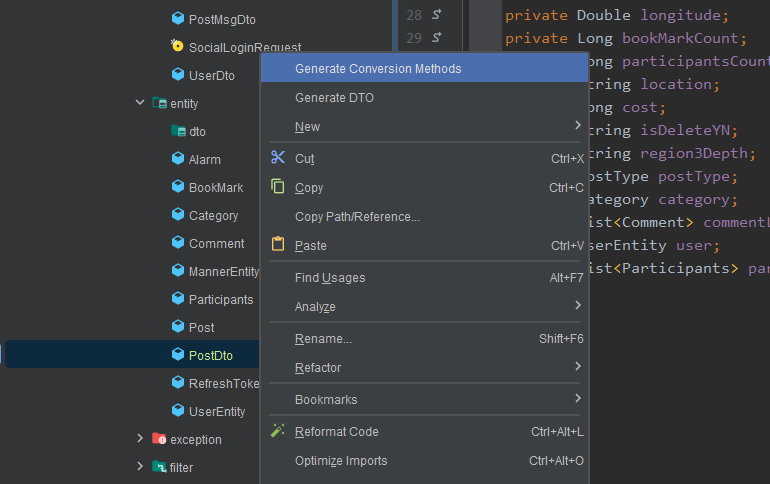 PostMsgDto
SocialLoginRequest
UserDto
entity
dto
Alarm
BookMark
Category
Comment
MannerEntity
Participants
Post
PostDto
RefreshToke
UserEntity
exception
filter
Generate Conversion Methods
Generate DTO
New
Cut Ctrl+X
Copy Ctrl+C
Copy Path/Reference...
Paste Ctrl+V
Find Usages Alt+F7
Analyze
Rename... Shift+F6
Refactor
Bookmarks
Reformat Code Ctrl+Alt+L
Optimize Imports Ctrl+Alt+O
28 private Double longitude;
29 private Long bookMarkCount;
ong participantsCount
tring location;
ong cost;
tring isDeleteYN;
tring region3Depth;
ostType postType;
ategory category;
ist<Comment> commentL
serEntity user;
ist<Participants> par